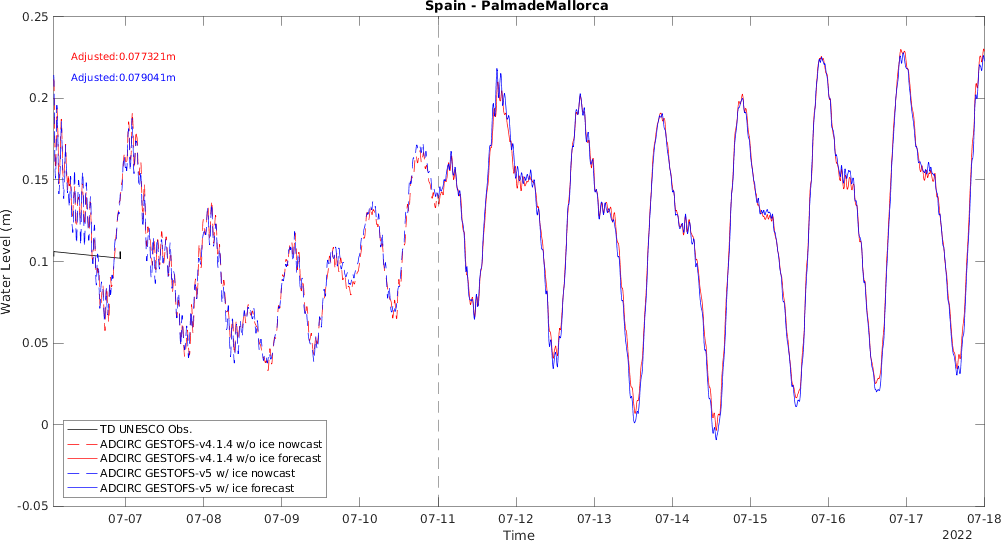 Spain - PalmadeMallorca
0.25
Adjusted:0.077321m
Adjusted:0.079041m
0.2
0.15
0.1
0.05
0
-0.05
Water Level (m)
TD UNESCO Obs.
ADCIRC GESTOFS-v4.1.4 w/o ice nowcast
ADCIRC GESTOFS-v4.1.4 w/o ice forecast
ADCIRC GESTOFS-v5 w/ ice nowcast
ADCIRC GESTOFS-v5 w/ ice forecast
07-07 07-08 07-09 07-10 07-11 07-12 07-13 07-14 07-15 07-16 07-17 07-18
Time
2022